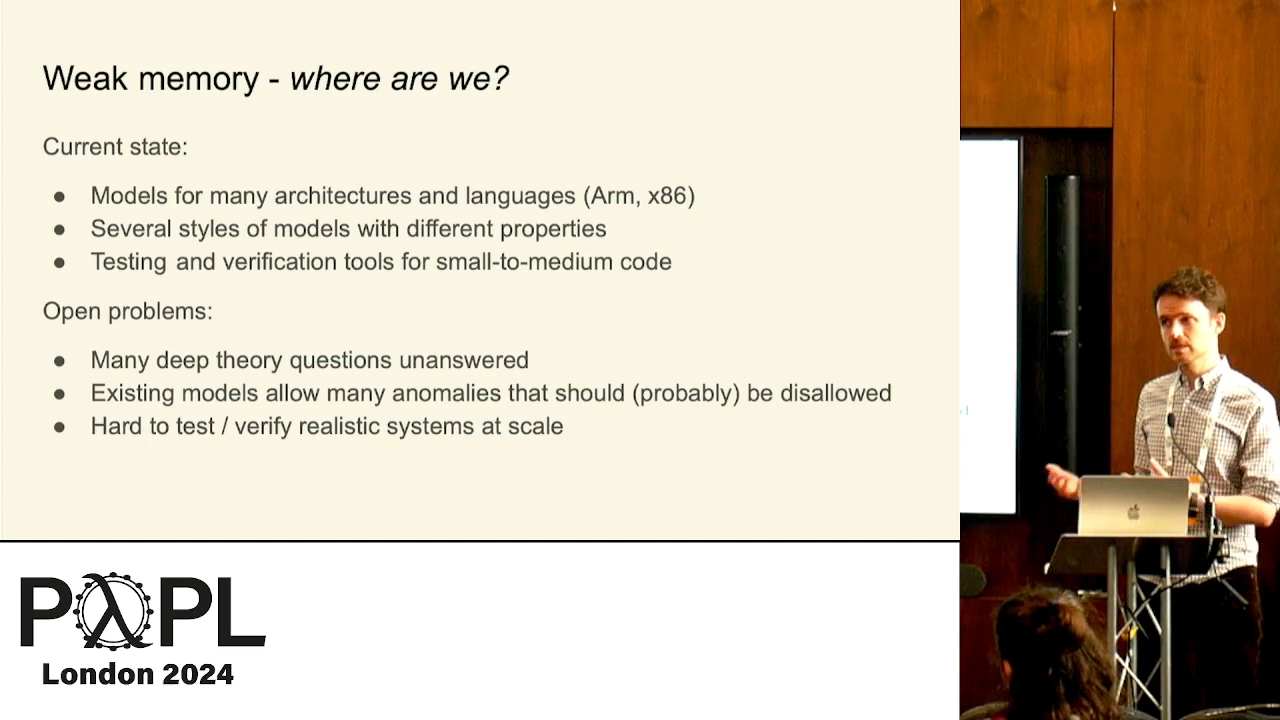 Weak memory - where are we?
Current state:
● Models for many architectures and languages (Arm, x86)
● Several styles of models with different properties
● Testing and verification tools for small-to-medium code
Open problems:
● Many deep theory questions unanswered
● Existing models allow many anomalies that should (probably) be disallowed
● Hard to test / verify realistic systems at scale
PλPL
London 2024